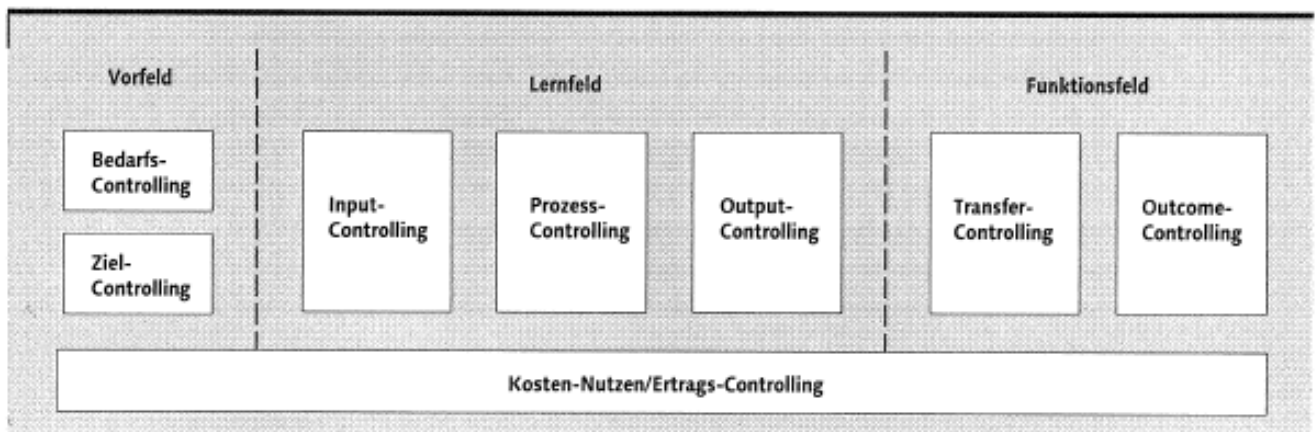 Vorfeld
Lernfeld
Funktionsfeld
Bedarfs-
Controlling
Ziel-
Controlling
Input-
Controlling
Prozess-
Controlling
Output-
Controlling
Transfer-
Controlling
Outcome-
Controlling
Kosten-Nutzen/Ertrags-Controlling